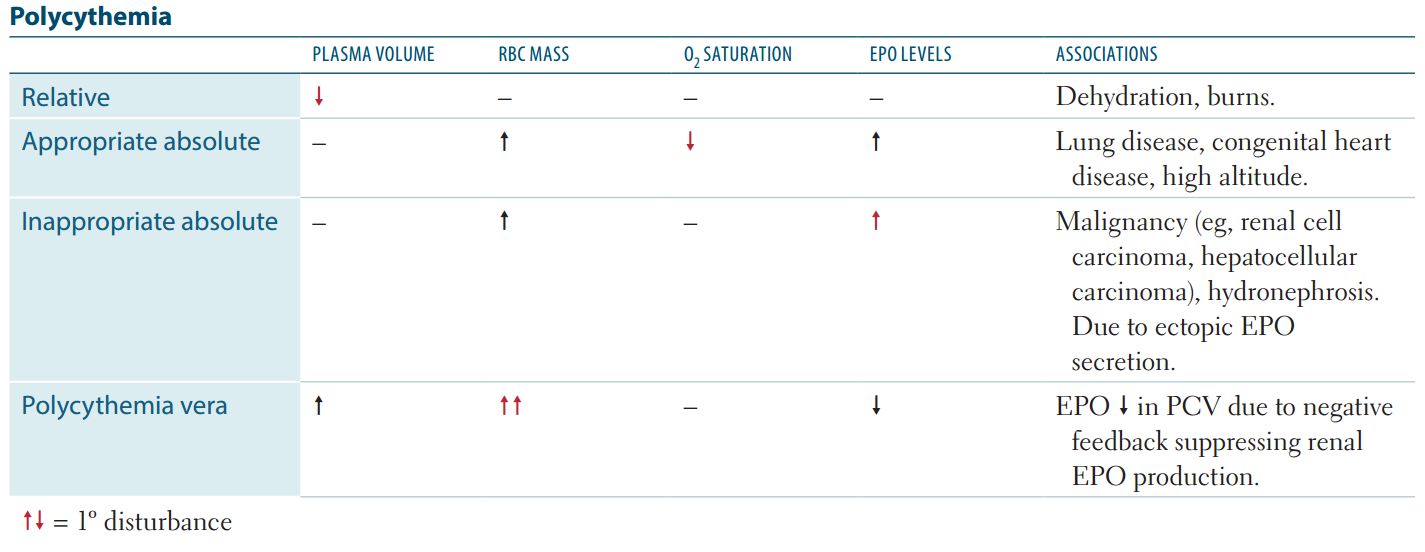 Polycythemia
PLASMA VOLUME RBC MASS O₂ SATURATION EPO LEVELS ASSOCIATIONS
Relative ↓ – – – Dehydration, burns.
Appropriate absolute – ↑ ↓ ↑ Lung disease, congenital heart
disease, high altitude.
Inappropriate absolute – ↑ – ↑ Malignancy (eg, renal cell
carcinoma, hepatocellular
carcinoma), hydronephrosis.
Due to ectopic EPO
secretion.
Polycythemia vera ↑ ↑↑ – ↓ EPO ↓ in PCV due to negative
feedback suppressing renal
EPO production.
↑↓ = 1° disturbance